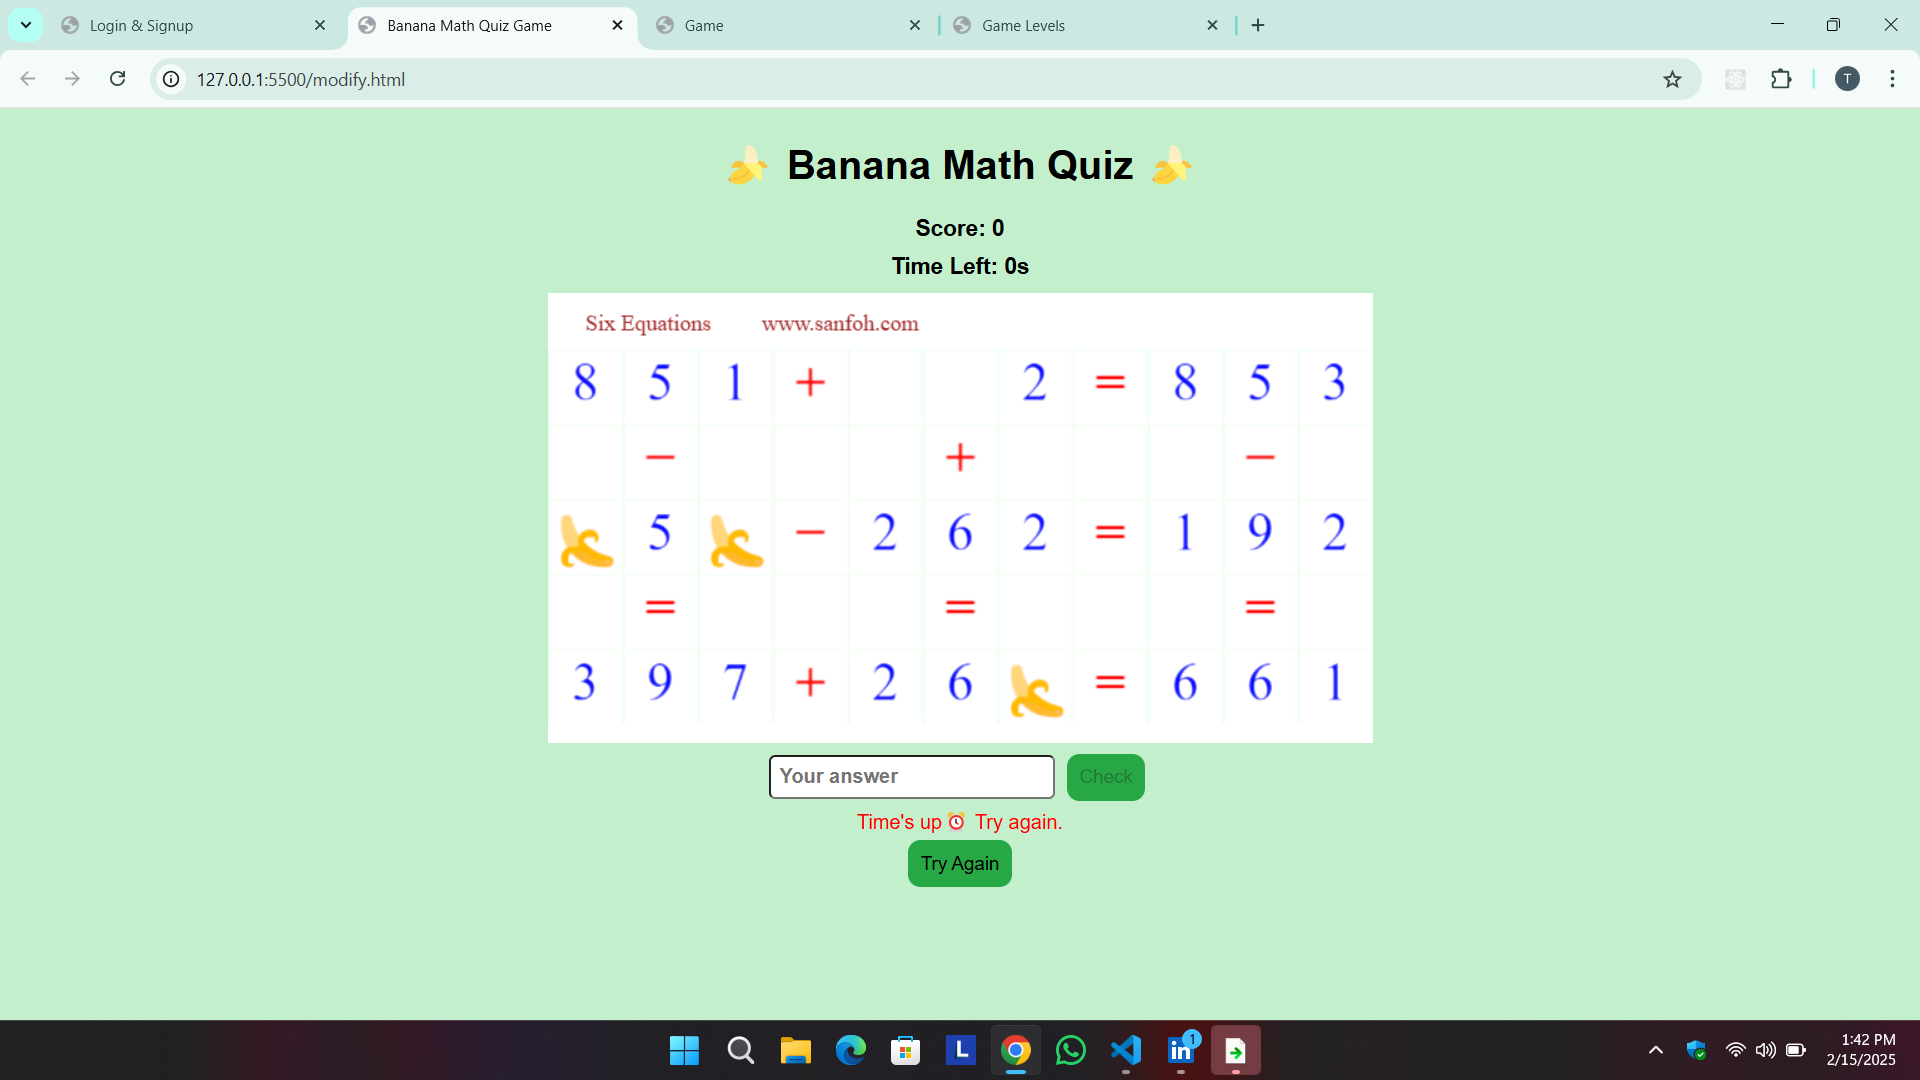 Login & Signup
Banana Math Quiz Game
Game
Game Levels
127.0.0.1:5500/modify.html
T
Banana Math Quiz
Score: 0
Time Left: 0s
Six Equations www.sanfoh.com
8 5 1 + 2 = 8 5 3
− + −
5 − 2 6 2 = 1 9 2
= = =
3 9 7 + 2 6 = 6 6 1
Your answer
Check
Time's up Try again.
Try Again
L
in
1
1:42 PM
2/15/2025